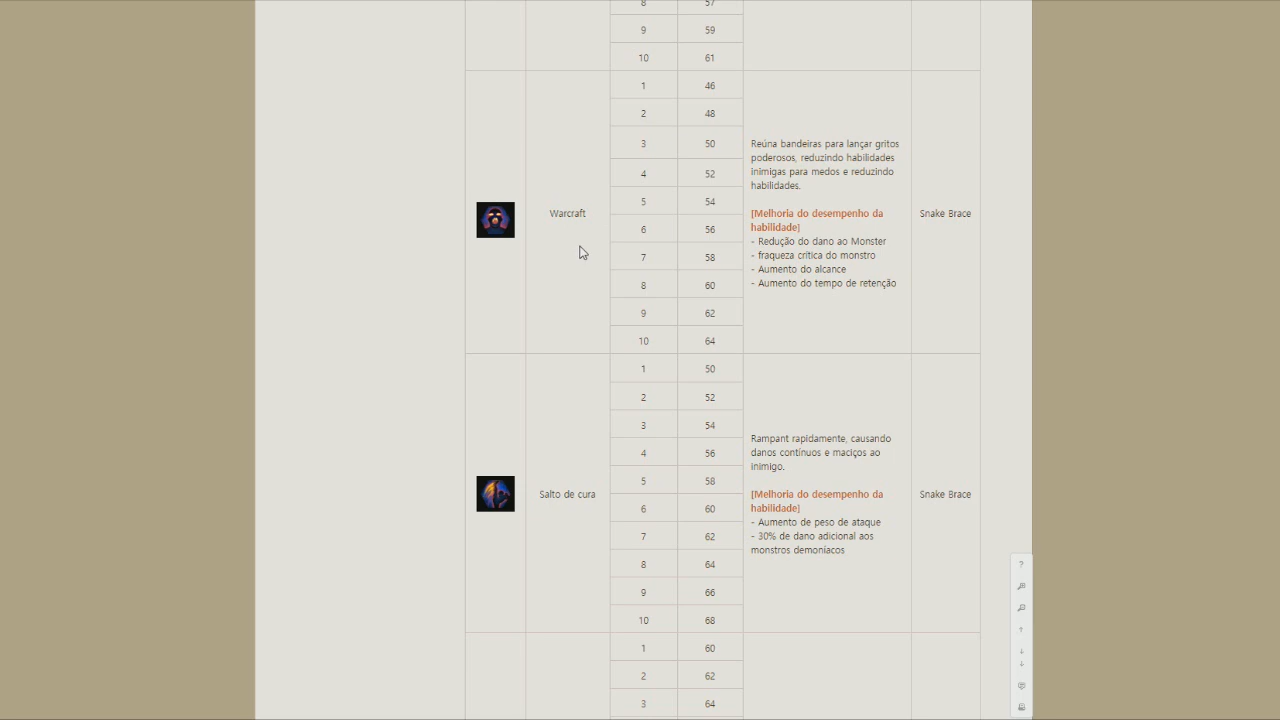 8 57
9 59
10 61
1 46
2 48
3 50
4 52
5 54
6 56
7 58
8 60
9 62
10 64
Warcraft
Reúna bandeiras para lançar gritos
poderosos, reduzindo habilidades
inimigas para medos e reduzindo
habilidades.
[Melhoria do desempenho da
habilidade]
- Redução do dano ao Monster
- fraqueza crítica do monstro
- Aumento do alcance
- Aumento do tempo de retenção
Snake Brace
1 50
2 52
3 54
4 56
5 58
6 60
7 62
8 64
9 66
10 68
Salto de cura
Rampant rapidamente, causando
danos contínuos e maciços ao
inimigo.
[Melhoria do desempenho da
habilidade]
- Aumento de peso de ataque
- 30% de dano adicional aos
monstros demoníacos
Snake Brace
1 60
2 62
3 64
?